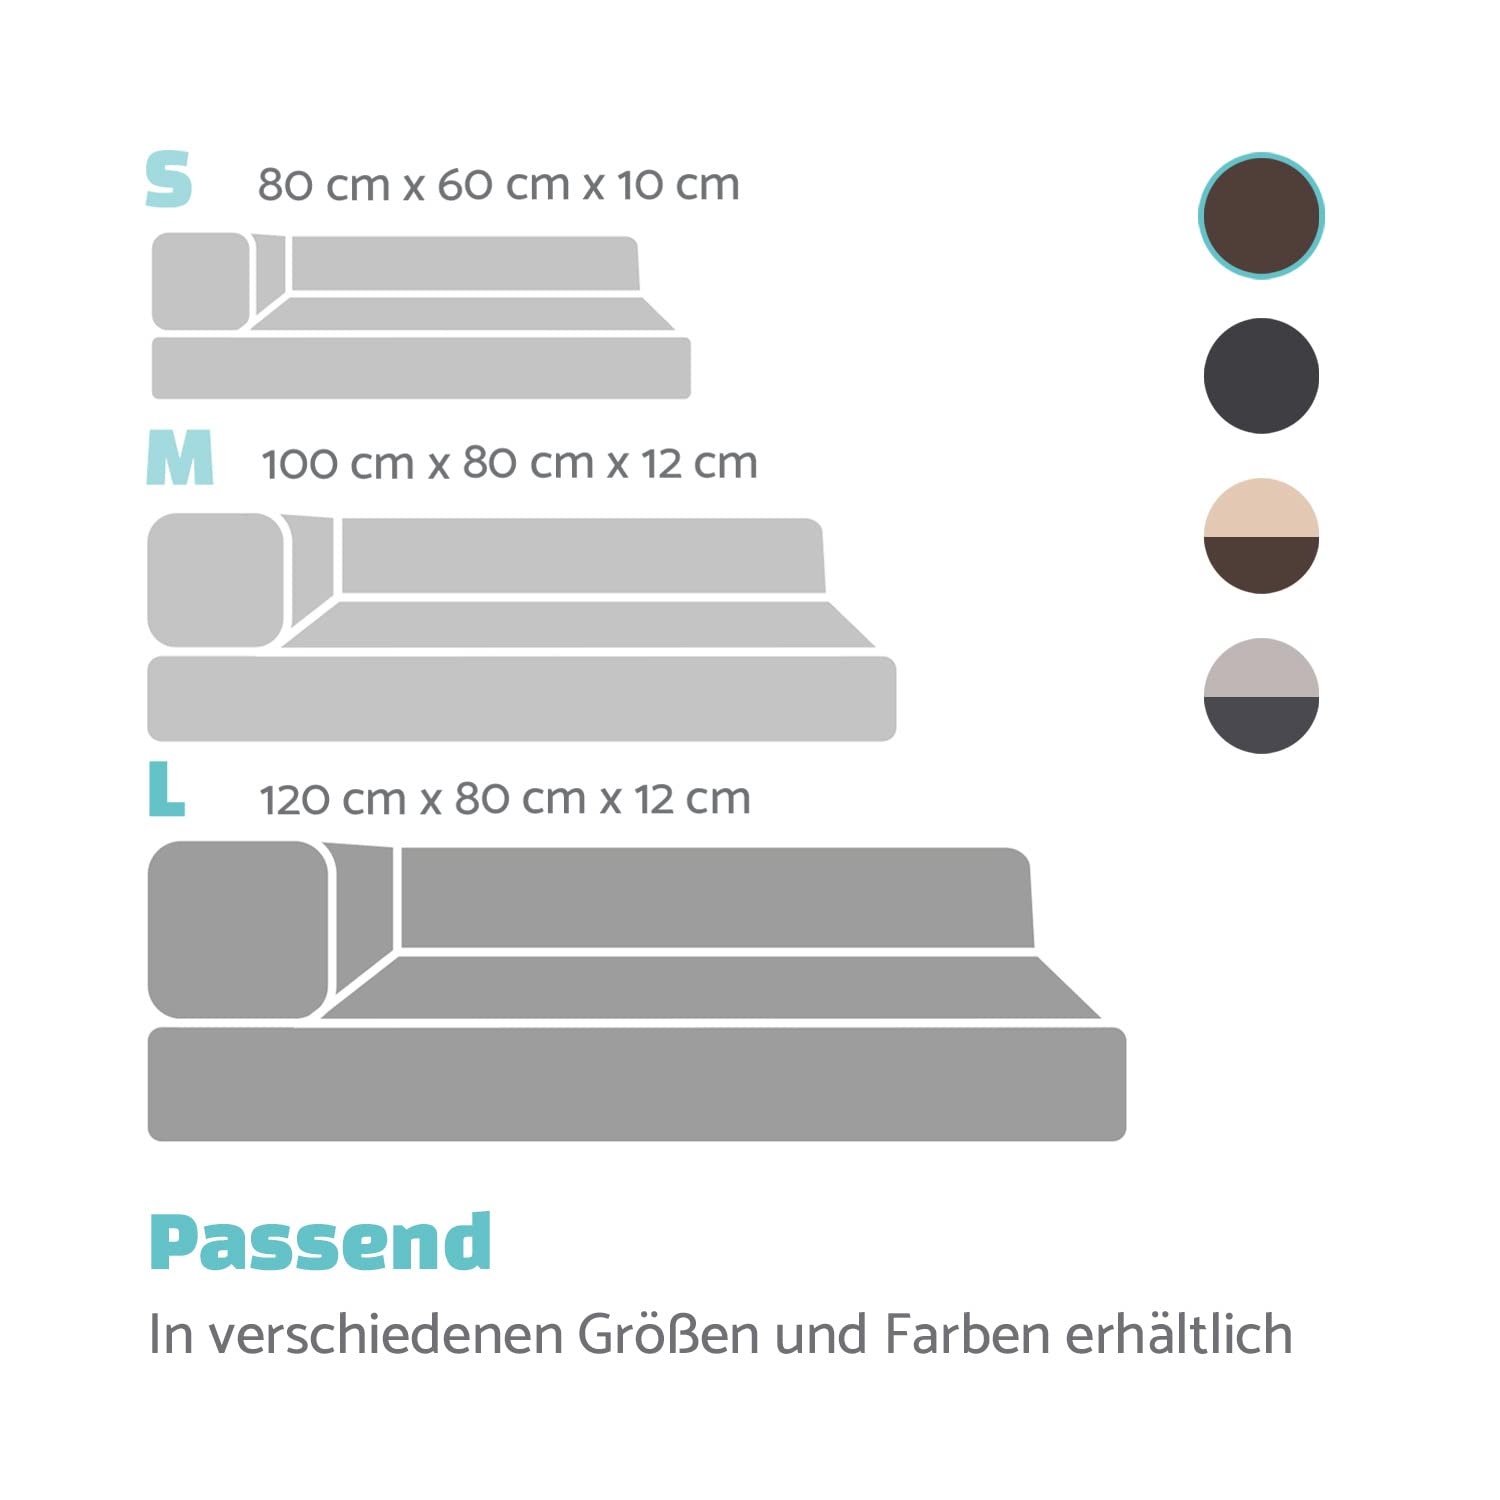 S 80 cm x 60 cm x 10 cm
M 100 cm x 80 cm x 12 cm
L 120 cm x 80 cm x 12 cm
Passend
In verschiedenen Größen und Farben erhältlich